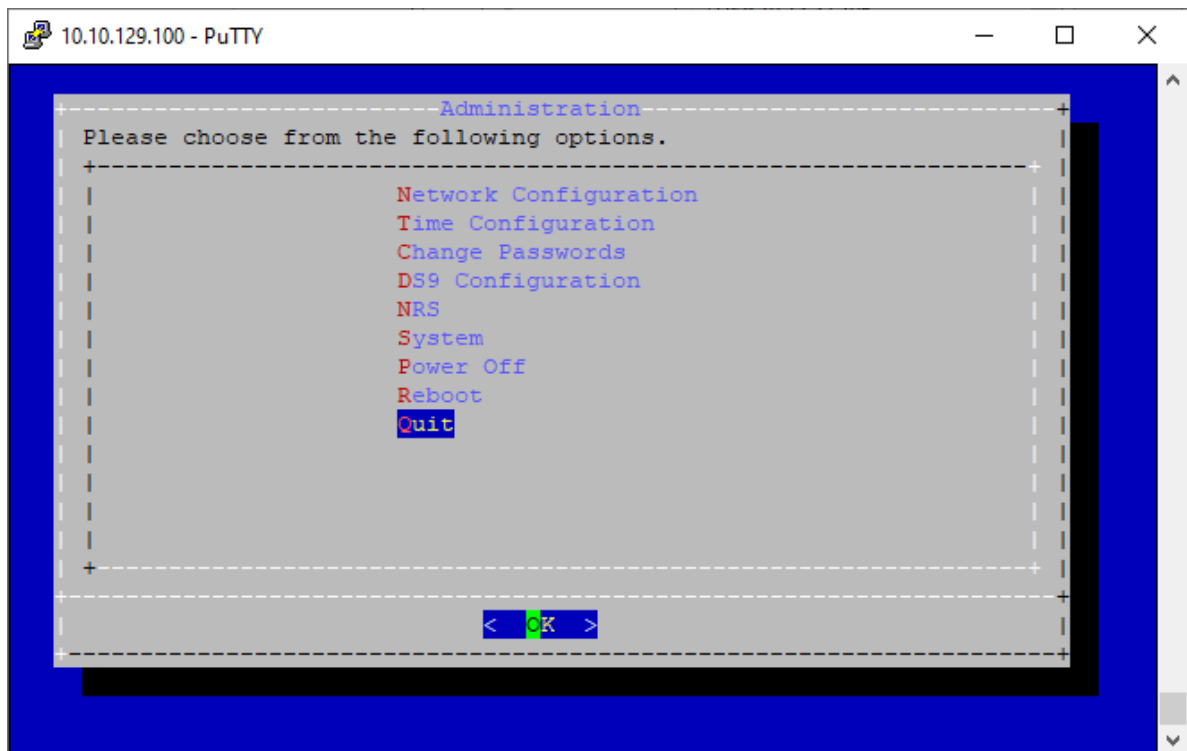 10.10.129.100 - PuTTY
Administration
Please choose from the following options.
Network Configuration
Time Configuration
Change Passwords
DS9 Configuration
NRS
System
Power Off
Reboot
Quit
< OK >